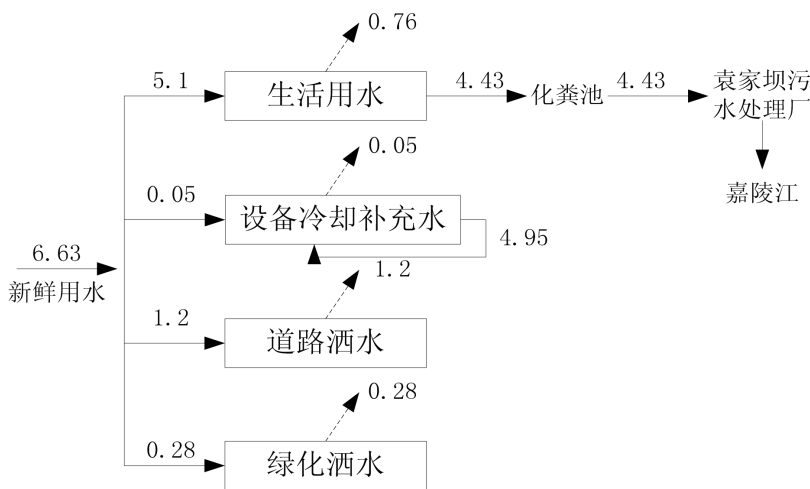 0.76
5.1
生活用水
4.43
化粪池
4.43
袁家坝污
水处理厂
嘉陵江
0.05
0.05
设备冷却补充水
4.95
6.63
新鲜用水
1.2
1.2
道路洒水
0.28
0.28
绿化洒水